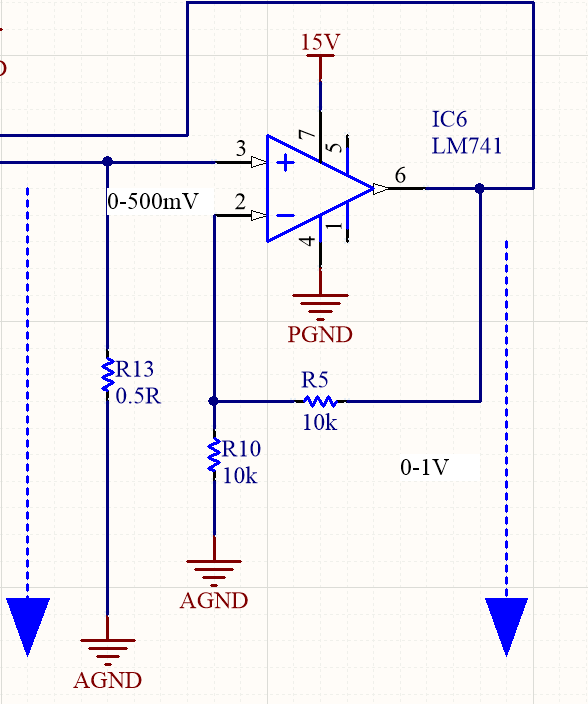 15V
IC6
LM741
7
5
3
+
6
0-500mV
2
−
4
1
PGND
R13
0.5R
R5
10k
R10
10k
0-1V
AGND
AGND